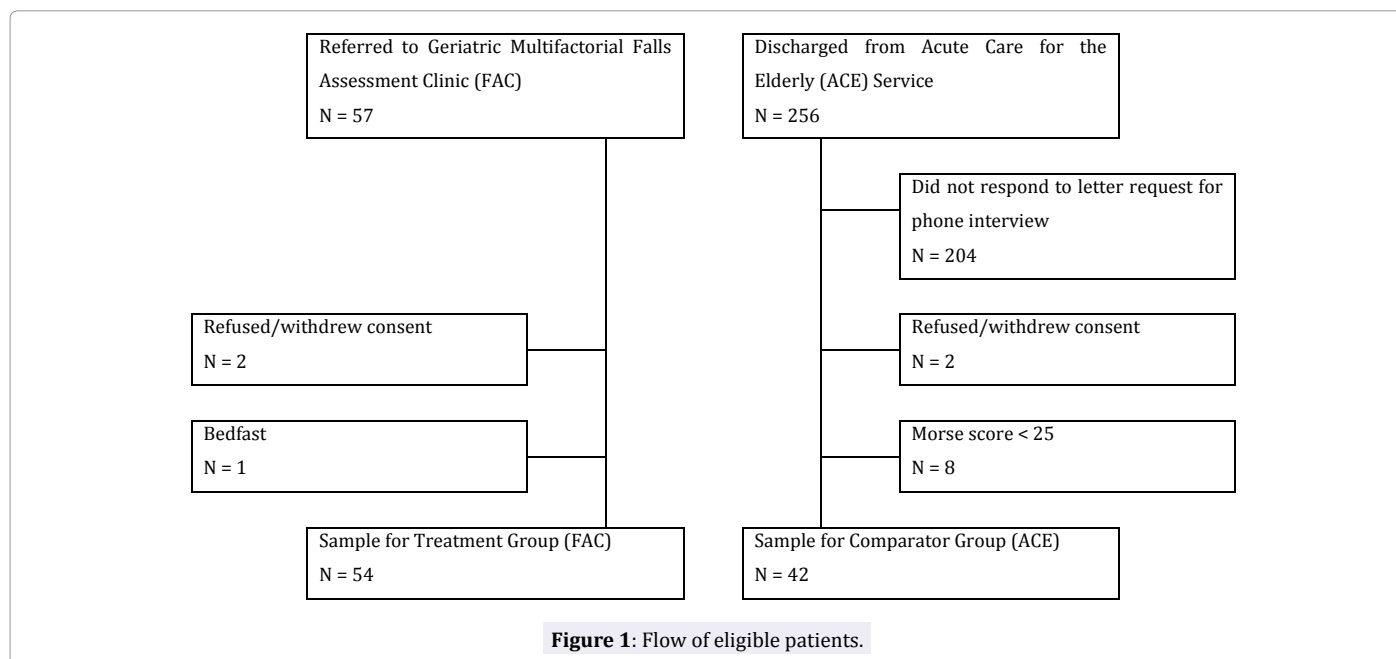 Referred to Geriatric Multifactorial Falls
Assessment Clinic (FAC)
N = 57
Discharged from Acute Care for the
Elderly (ACE) Service
N = 256
Did not respond to letter request for
phone interview
N = 204
Refused/withdrew consent
N = 2
Refused/withdrew consent
N = 2
Bedfast
N = 1
Morse score < 25
N = 8
Sample for Treatment Group (FAC)
N = 54
Sample for Comparator Group (ACE)
N = 42
Figure 1: Flow of eligible patients.